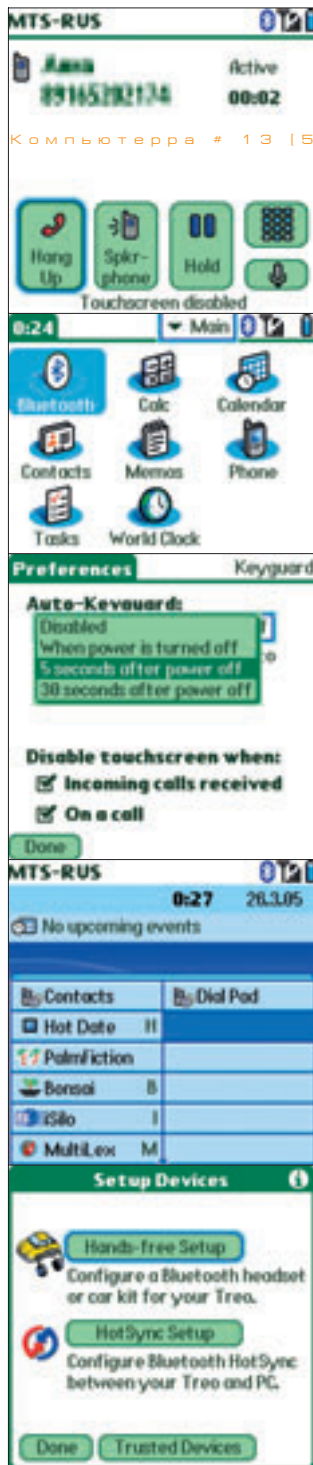 MTS-RUS
Active
00:02
Компьютерра # 13 |5
Hang Up
Spkr-phone
Hold
Touchscreen disabled
0:24 Main
Bluetooth Calc Calendar
Contacts Memos Phone
Tasks World Clock
Preferences Keyguard
Auto-Keyguard:
Disabled
When power is turned off
5 seconds after power off
30 seconds after power off
Disable touchscreen when:
Incoming calls received
On a call
Done
MTS-RUS
0:27 26.3.05
No upcoming events
Contacts Dial Pad
Hot Date H
PalmFiction
Bonsai B
iSilo I
MultiLex M
Setup Devices
Hands-free Setup
Configure a Bluetooth headset
or car kit for your Treo.
HotSync Setup
Configure Bluetooth HotSync
between your Treo and PC.
Done Trusted Devices